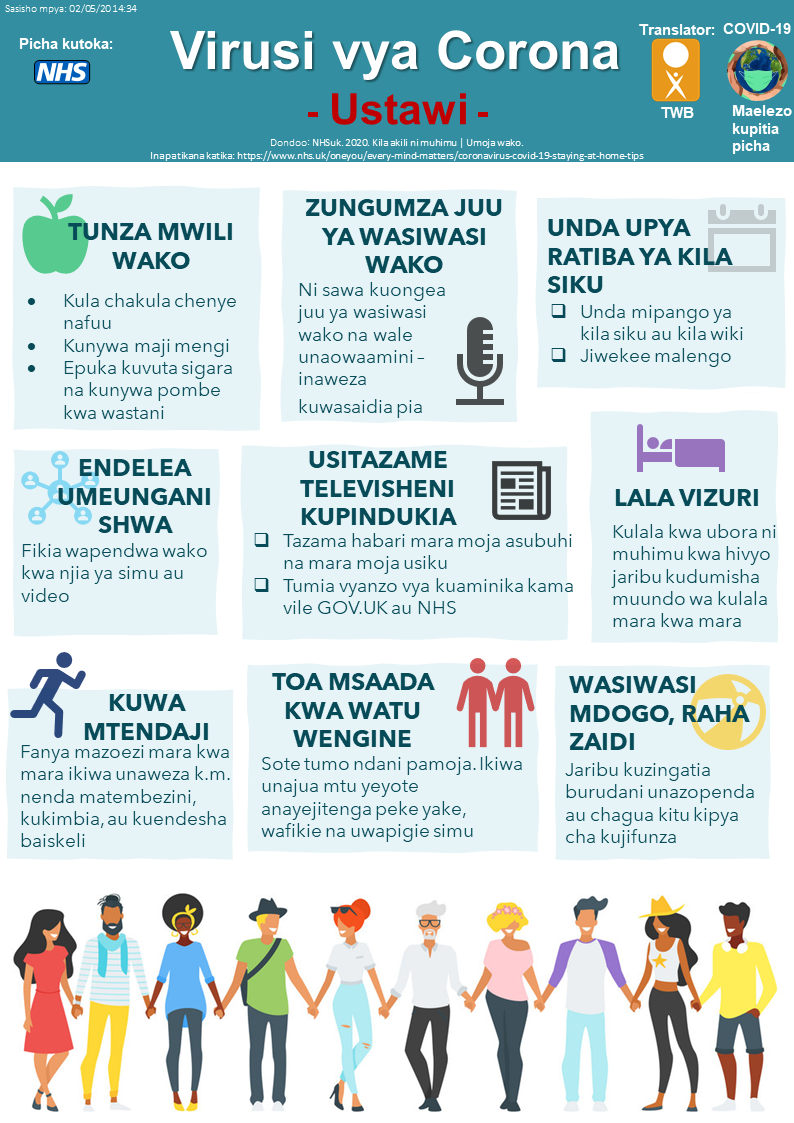 Sasisho mpya: 02/05/2014:34
Picha kutoka:
NHS
Virusi vya Corona
- Ustawi -
Dondoo: NHSuk. 2020. Kila akili ni muhimu | Umoja wako.
Inapatikana katika: https://www.nhs.uk/oneyou/every-mind-matters/coronavirus-covid-19-staying-at-home-tips
Translator:
TWB
COVID-19
Maelezo
kupitia
picha
TUNZA MWILI
WAKO
• Kula chakula chenye
nafuu
• Kunywa maji mengi
• Epuka kuvuta sigara
na kunywa pombe
kwa wastani
ZUNGUMZA JUU
YA WASIWASI
WAKO
Ni sawa kuongea
juu ya wasiwasi
wako na wale
unaowaamini –
inaweza
kuwasaidia pia
UNDA UPYA
RATIBA YA KILA
SIKU
❑ Unda mipango ya
kila siku au kila wiki
❑ Jiwekee malengo
ENDELEA
UMEUNGANI
SHWA
Fikia wapendwa wako
kwa njia ya simu au
video
USITAZAME
TELEVISHENI
KUPINDUKIA
❑ Tazama habari mara moja asubuhi
na mara moja usiku
❑ Tumia vyanzo vya kuaminika kama
vile GOV.UK au NHS
LALA VIZURI
Kulala kwa ubora ni
muhimu kwa hivyo
jaribu kudumisha
muundo wa kulala
mara kwa mara
KUWA
MTENDAJI
Fanya mazoezi mara kwa
mara ikiwa unaweza k.m.
nenda matembezini,
kukimbia, au kuendesha
baiskeli
TOA MSAADA
KWA WATU
WENGINE
Sote tumo ndani pamoja. Ikiwa
unajua mtu yeyote
anayejitenga peke yake,
wafikie na uwapigie simu
WASIWASI
MDOGO, RAHA
ZAIDI
Jaribu kuzingatia
burudani unazopenda
au chagua kitu kipya
cha kujifunza